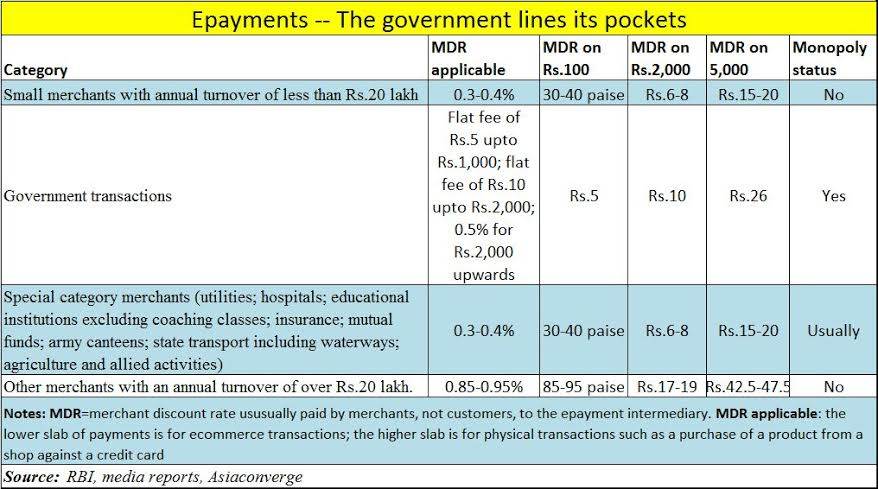 Epayments -- The government lines its pockets
Category
MDR applicable
MDR on Rs.100
MDR on Rs.2,000
MDR on 5,000
Monopoly status
Small merchants with annual turnover of less than Rs.20 lakh
0.3-0.4%
30-40 paise
Rs.6-8
Rs.15-20
No
Government transactions
Flat fee of
Rs.5 upto
Rs.1,000; flat
fee of Rs.10
upto Rs.2,000;
0.5% for
Rs.2,000
upwards
Rs.5
Rs.10
Rs.26
Yes
Special category merchants (utilities; hospitals; educational
institutions excluding coaching classes; insurance; mutual
funds; army canteens; state transport including waterways;
agriculture and allied activities)
0.3-0.4%
30-40 paise
Rs.6-8
Rs.15-20
Usually
Other merchants with an annual turnover of over Rs.20 lakh.
0.85-0.95%
85-95 paise
Rs.17-19
Rs.42.5-47.5
No
Notes: MDR=merchant discount rate ususually paid by merchants, not customers, to the epayment intermediary. MDR applicable: the
lower slab of payments is for ecommerce transactions; the higher slab is for physical transactions such as a purchase of a product from a
shop against a credit card
Source: RBI, media reports, Asiaconverge